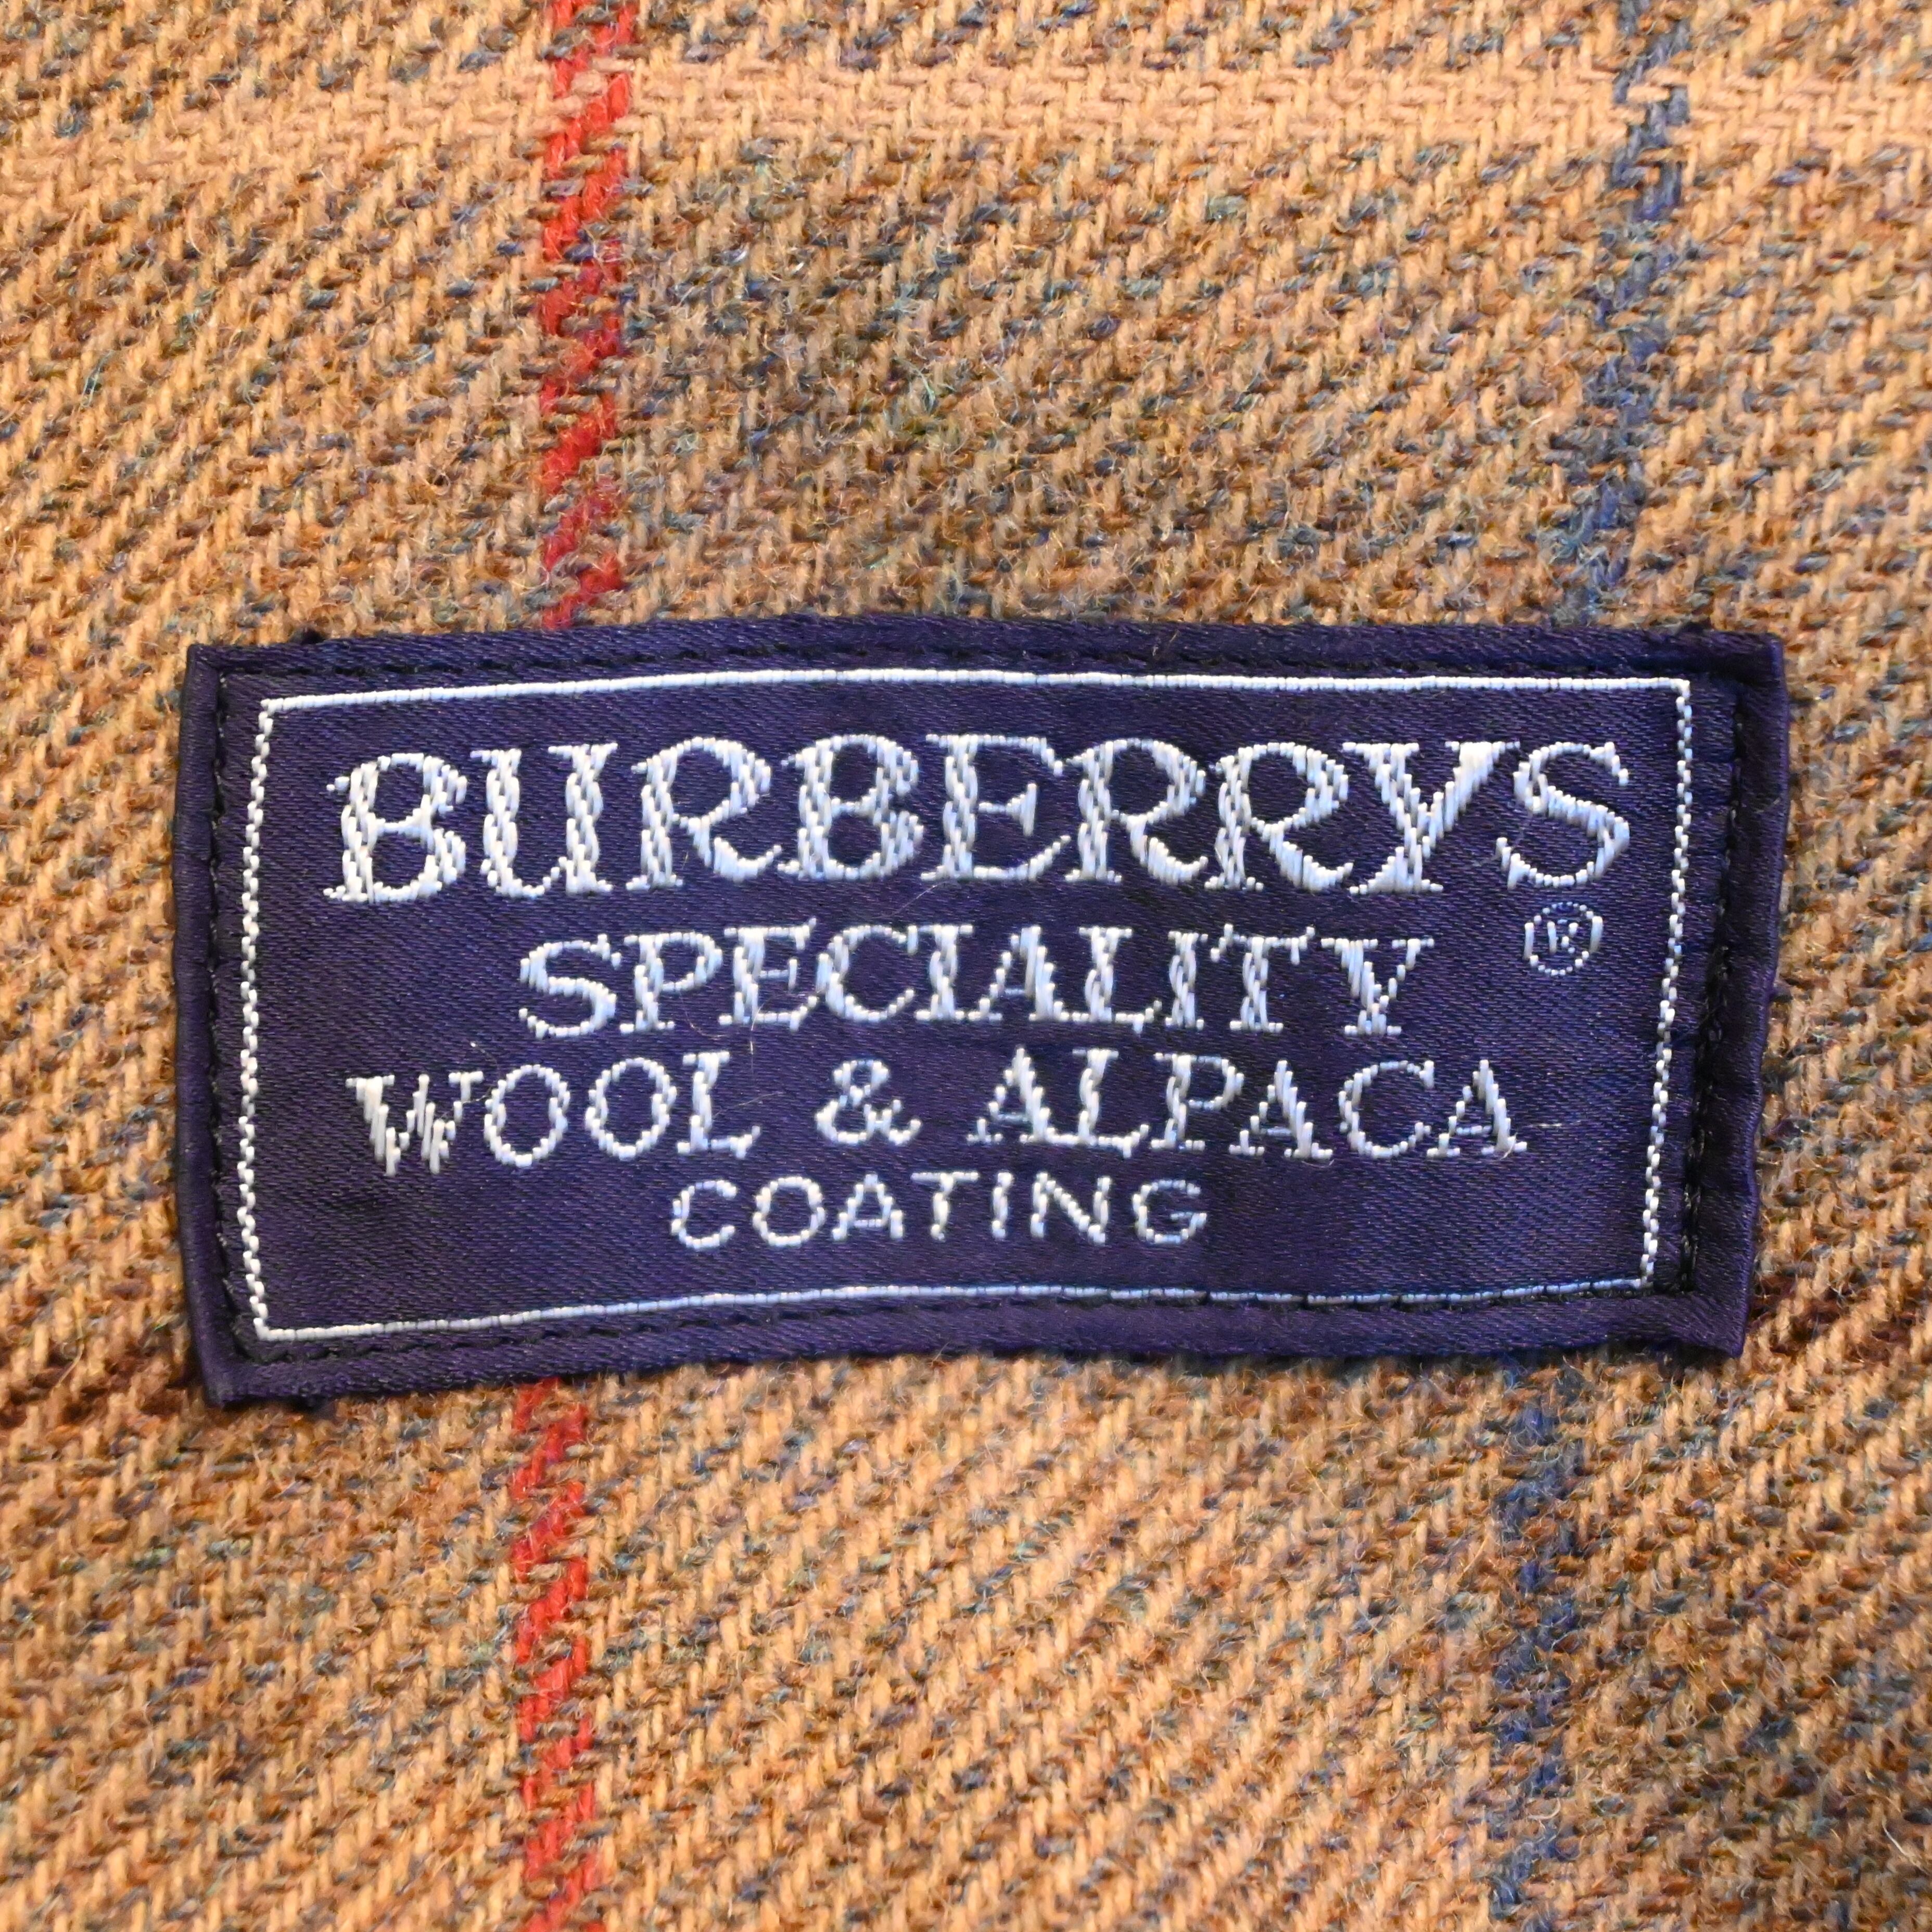 BURBERRYS
SPECIALITY ®
WOOL & ALPACA
COATING